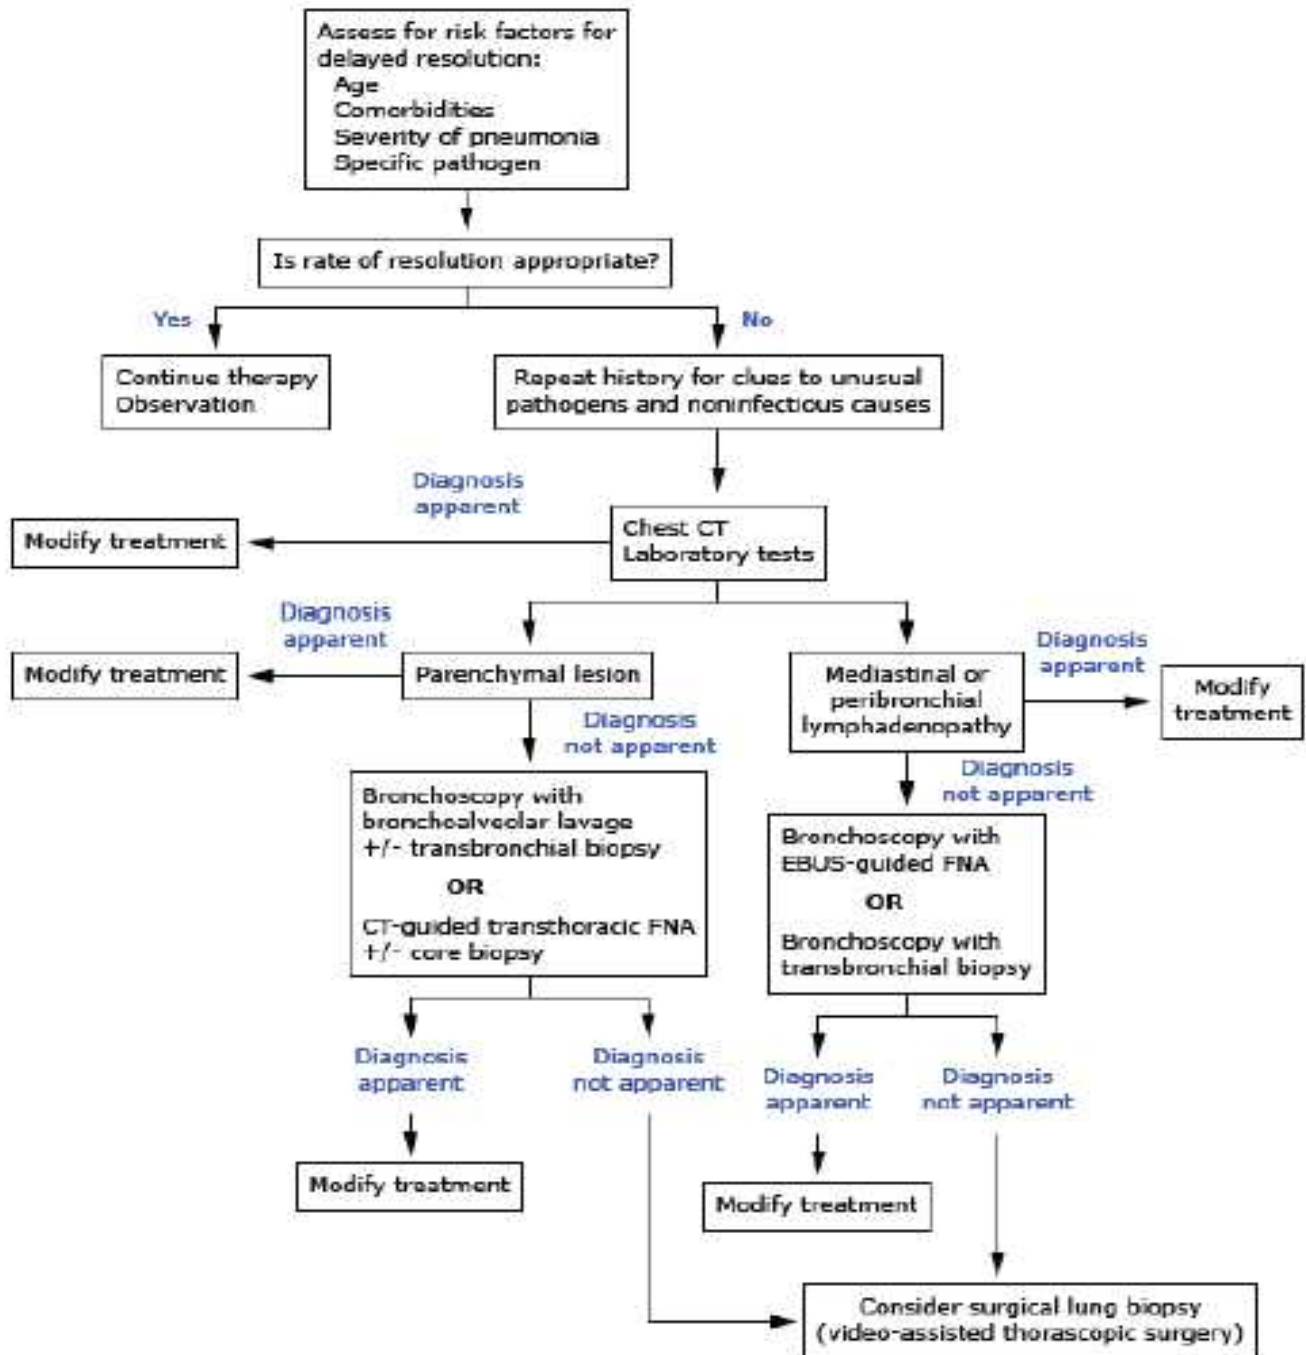 Assess for risk factors for
delayed resolution:
Age
Comorbidities
Severity of pneumonia
Specific pathogen
Is rate of resolution appropriate?
Yes
No
Continue therapy
Observation
Repeat history for clues to unusual
pathogens and noninfectious causes
Diagnosis
apparent
Modify treatment
Chest CT
Laboratory tests
Diagnosis
apparent
Modify treatment
Parenchymal lesion
Mediastinal or
peribronchial
lymphadenopathy
Diagnosis
apparent
Modify
treatment
Diagnosis
not apparent
Diagnosis
not apparent
Bronchoscopy with
bronchoalveolar lavage
+/- transbronchial biopsy
OR
CT-guided transthoracic FNA
+/- core biopsy
Bronchoscopy with
EBUS-guided FNA
OR
Bronchoscopy with
transbronchial biopsy
Diagnosis
apparent
Diagnosis
not apparent
Diagnosis
apparent
Diagnosis
not apparent
Modify treatment
Modify treatment
Consider surgical lung biopsy
(video-assisted thorascopic surgery)